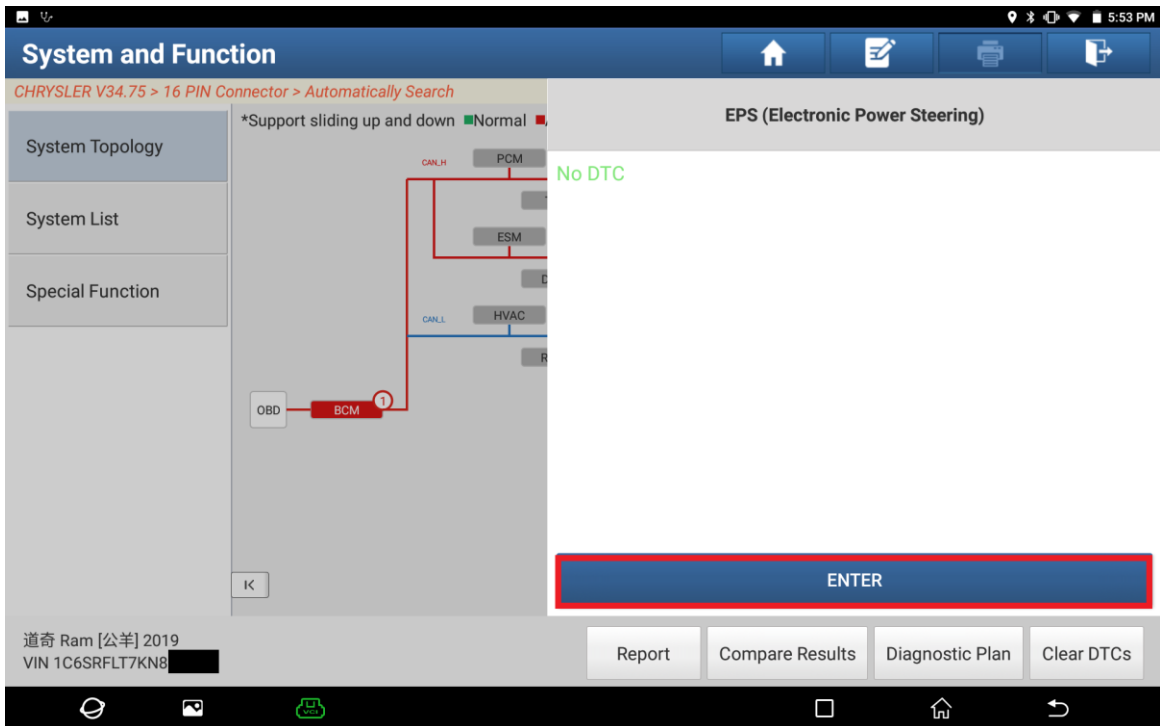 5:53 PM
System and Function
CHRYSLER V34.75 > 16 PIN Connector > Automatically Search
System Topology
System List
Special Function
*Support sliding up and down Normal
CAN_H
PCM
ESM
CAN_L
HVAC
OBD
BCM
1
EPS (Electronic Power Steering)
No DTC
ENTER
道奇 Ram [公羊] 2019
VIN 1C6SRFLT7KN8
Report
Compare Results
Diagnostic Plan
Clear DTCs
VCI